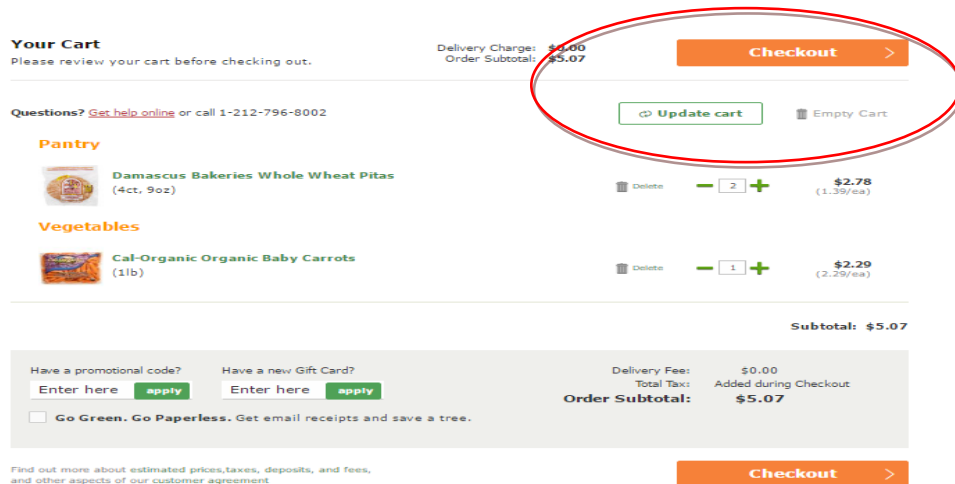 Your Cart
Please review your cart before checking out.
Delivery Charge: $0.00
Order Subtotal: $5.07
Checkout >
Questions? Get help online or call 1-212-796-8002
Update cart
Empty Cart
Pantry
Damascus Bakeries Whole Wheat Pitas
(4ct, 9oz)
Delete
2
$2.78
(1.39/ea)
Vegetables
Cal-Organic Organic Baby Carrots
(1lb)
Delete
1
$2.29
(2.29/ea)
Subtotal: $5.07
Have a promotional code?
Enter here apply
Have a new Gift Card?
Enter here apply
Delivery Fee: $0.00
Total Tax: Added during Checkout
Order Subtotal: $5.07
Go Green. Go Paperless. Get email receipts and save a tree.
Find out more about estimated prices,taxes, deposits, and fees,
and other aspects of our customer agreement
Checkout >